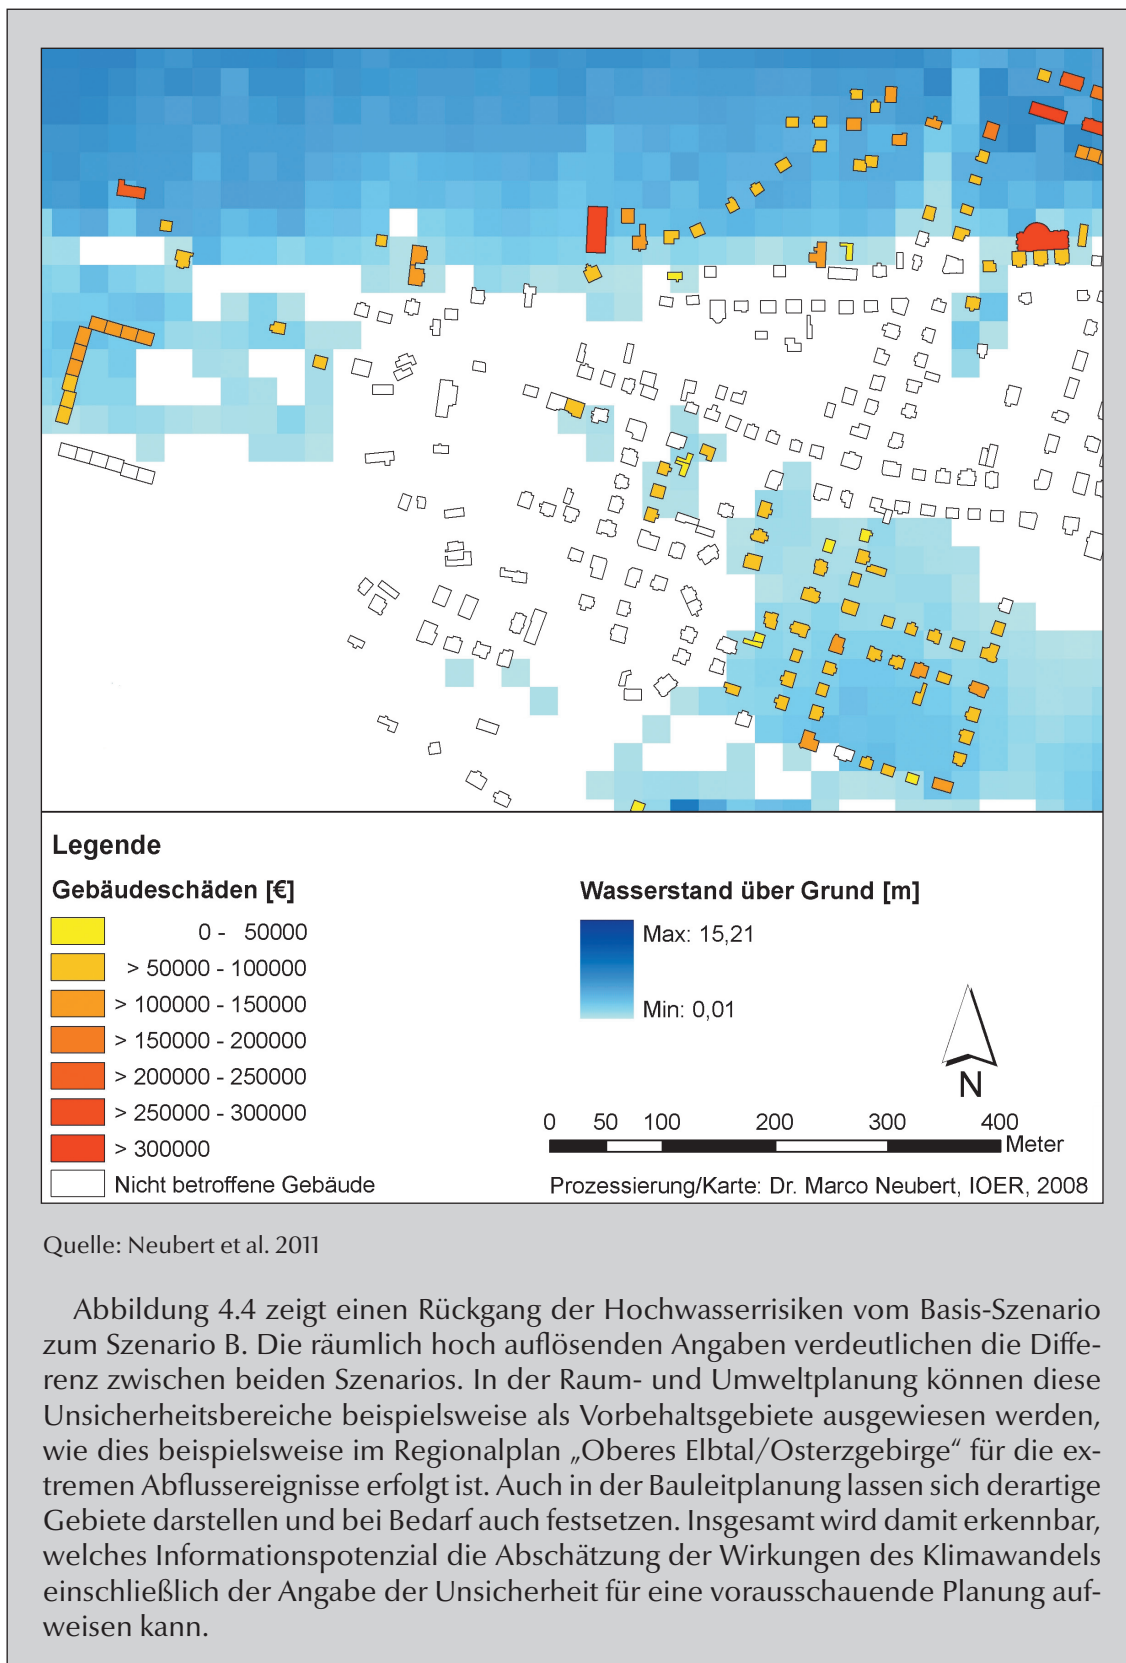 Legende
Gebäudeschäden [€]
0 - 50000
> 50000 - 100000
> 100000 - 150000
> 150000 - 200000
> 200000 - 250000
> 250000 - 300000
> 300000
Nicht betroffene Gebäude
Wasserstand über Grund [m]
Max: 15,21
Min: 0,01
N
0 50 100 200 300 400
Meter
Prozessierung/Karte: Dr. Marco Neubert, IOER, 2008
Quelle: Neubert et al. 2011
Abbildung 4.4 zeigt einen Rückgang der Hochwasserrisiken vom Basis-Szenario
zum Szenario B. Die räumlich hoch auflösenden Angaben verdeutlichen die Diffe-
renz zwischen beiden Szenarios. In der Raum- und Umweltplanung können diese
Unsicherheitsbereiche beispielsweise als Vorbehaltsgebiete ausgewiesen werden,
wie dies beispielsweise im Regionalplan „Oberes Elbtal/Osterzgebirge“ für die ex-
tremen Abflussereignisse erfolgt ist. Auch in der Bauleitplanung lassen sich derartige
Gebiete darstellen und bei Bedarf auch festsetzen. Insgesamt wird damit erkennbar,
welches Informationspotenzial die Abschätzung der Wirkungen des Klimawandels
einschließlich der Angabe der Unsicherheit für eine vorausschauende Planung auf-
weisen kann.